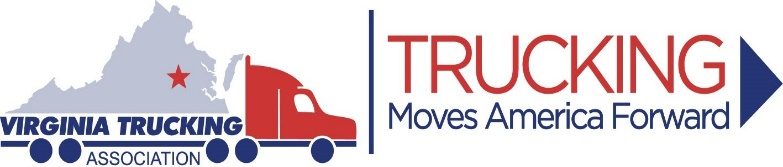 VIRGINIA TRUCKING
ASSOCIATION
TRUCKING
Moves America Forward